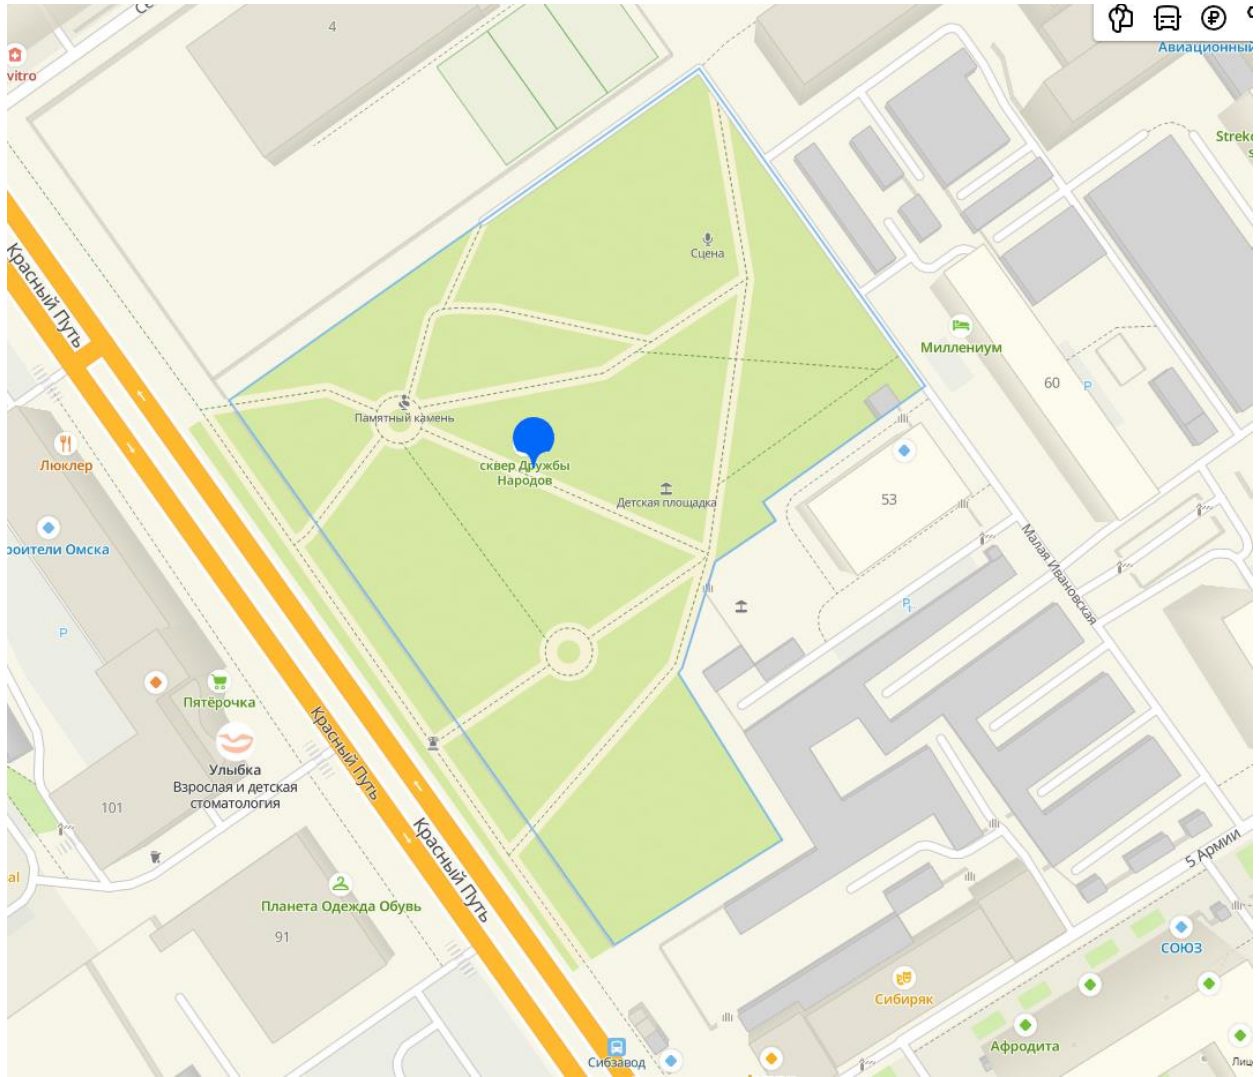 4
Авиационный
vitro
Красный Путь
Сцена
Миллениум
60
P
Памятный камень
Люклер
сквер Дружбы
Народов
Детская площадка
53
роители Омска
Малая Ивановская
P
P
Пятёрочка
Красный Путь
Улыбка
Взрослая и детская
стоматология
101
Красный Путь
5 Армии
al
Планета Одежда Обувь
91
СОЮЗ
Сибиряк
Афродита
Сибзавод